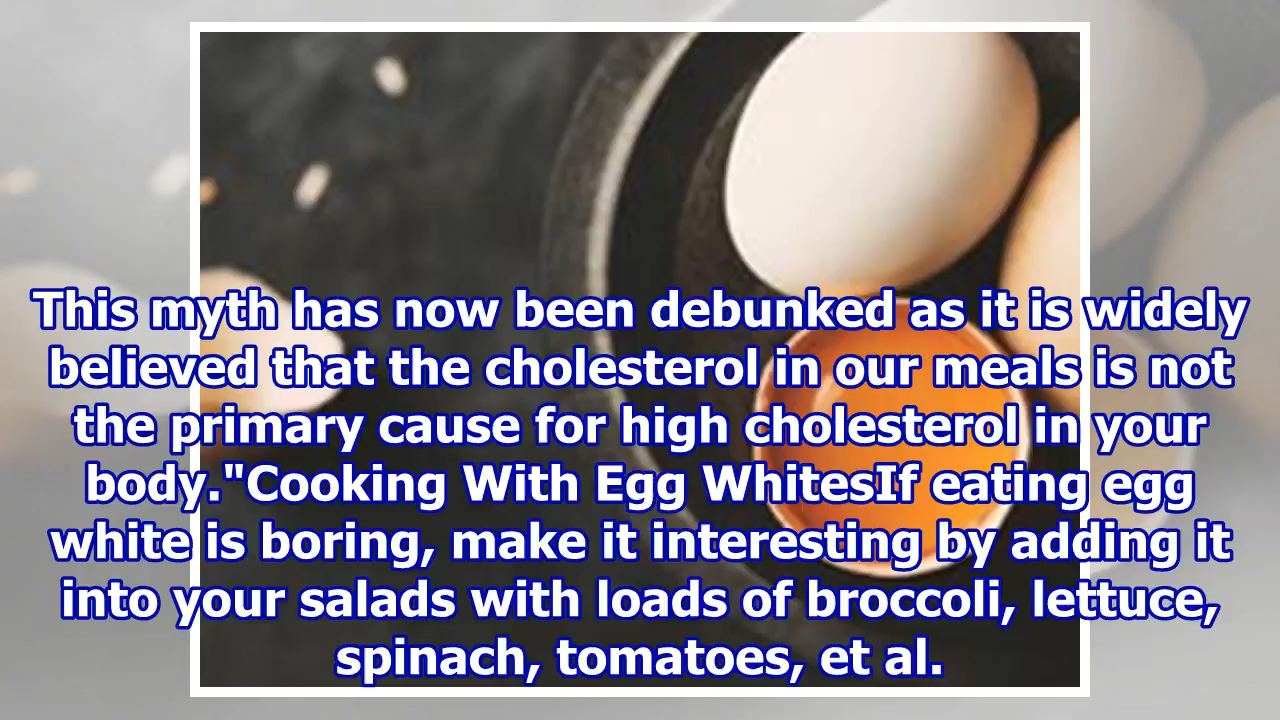 This myth has now been debunked as it is widely
believed that the cholesterol in our meals is not
the primary cause for high cholesterol in your
body."Cooking With Egg WhitesIf eating egg
white is boring, make it interesting by adding it
into your salads with loads of broccoli, lettuce,
spinach, tomatoes, et al.